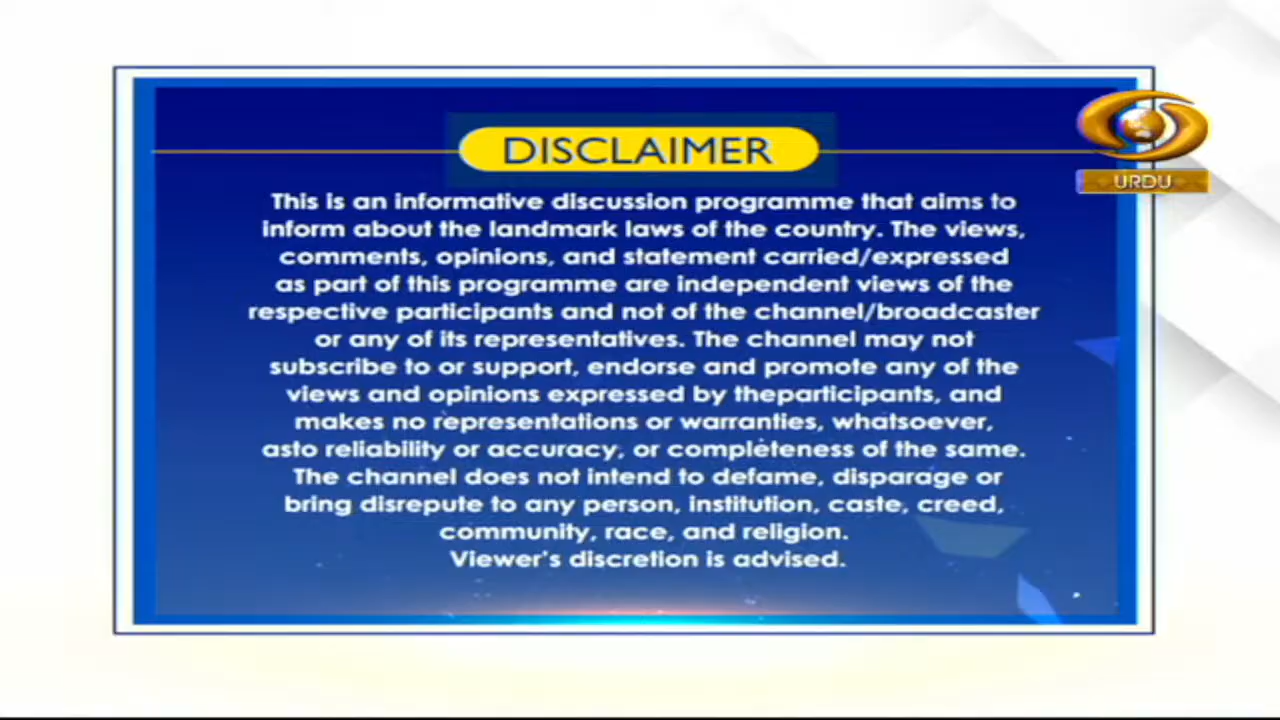 DISCLAIMER
URDU
This is an informative discussion programme that aims to
inform about the landmark laws of the country. The views,
comments, opinions, and statement carried/expressed
as part of this programme are independent views of the
respective participants and not of the channel/broadcaster
or any of its representatives. The channel may not
subscribe to or support, endorse and promote any of the
views and opinions expressed by theparticipants, and
makes no representations or warranties, whatsoever,
asto reliability or accuracy, or completeness of the same.
The channel does not intend to defame, disparage or
bring disrepute to any person, institution, caste, creed,
community, race, and religion.
Viewer's discretion is advised.